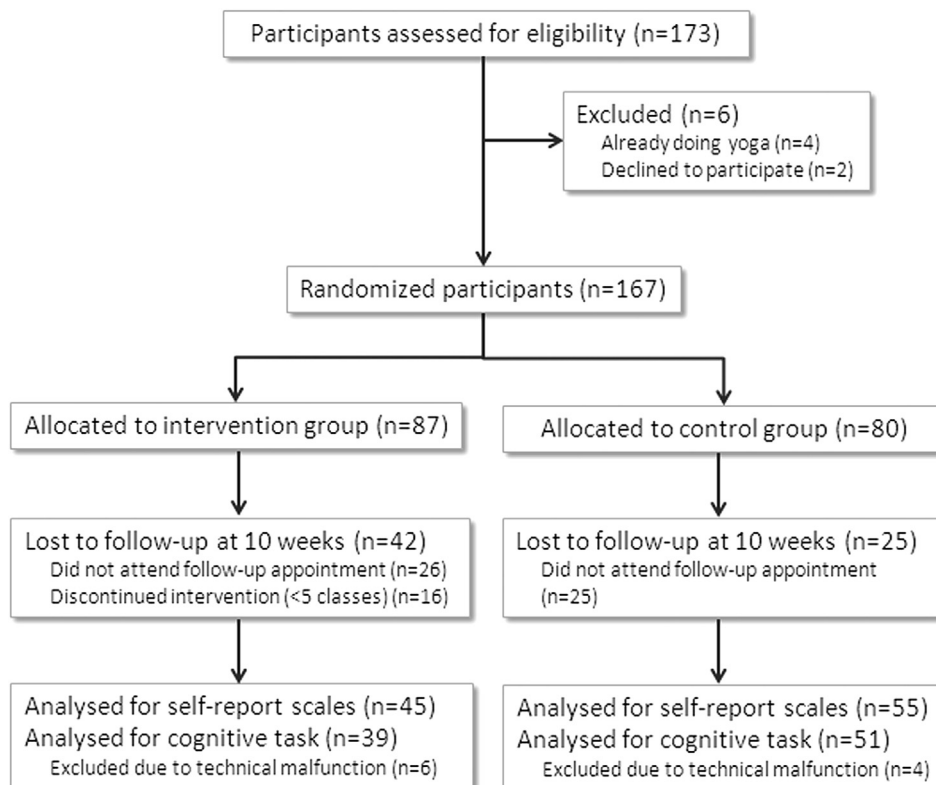 Participants assessed for eligibility (n=173)
Excluded (n=6)
Already doing yoga (n=4)
Declined to participate (n=2)
Randomized participants (n=167)
Allocated to intervention group (n=87)
Allocated to control group (n=80)
Lost to follow-up at 10 weeks (n=42)
Did not attend follow-up appointment (n=26)
Discontinued intervention (<5 classes) (n=16)
Lost to follow-up at 10 weeks (n=25)
Did not attend follow-up appointment
(n=25)
Analysed for self-report scales (n=45)
Analysed for cognitive task (n=39)
Excluded due to technical malfunction (n=6)
Analysed for self-report scales (n=55)
Analysed for cognitive task (n=51)
Excluded due to technical malfunction (n=4)